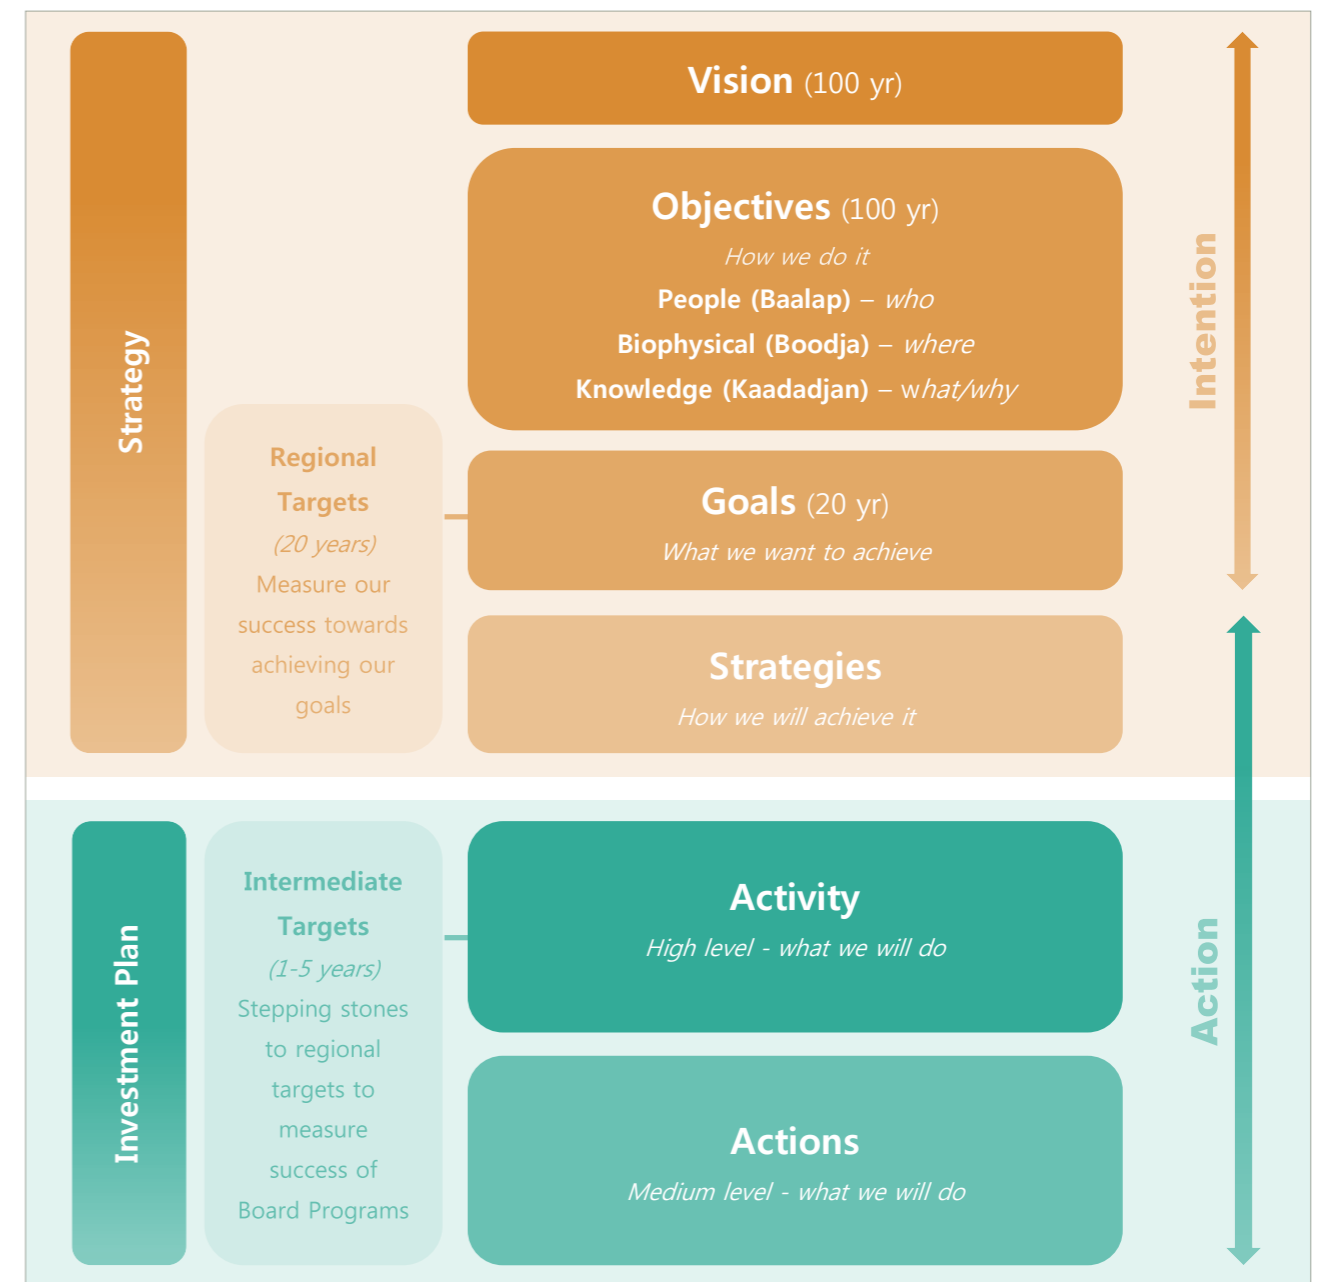 Strategy
Vision (100 yr)
Objectives (100 yr)
How we do it
People (Baalap) – who
Biophysical (Boodja) – where
Knowledge (Kaadadjan) – what/why
Intention
Regional
Targets
(20 years)
Measure our
success towards
achieving our
goals
Goals (20 yr)
What we want to achieve
Strategies
How we will achieve it
Investment Plan
Intermediate
Targets
(1-5 years)
Stepping stones
to regional
targets to
measure
success of
Board Programs
Activity
High level - what we will do
Actions
Medium level - what we will do
Action